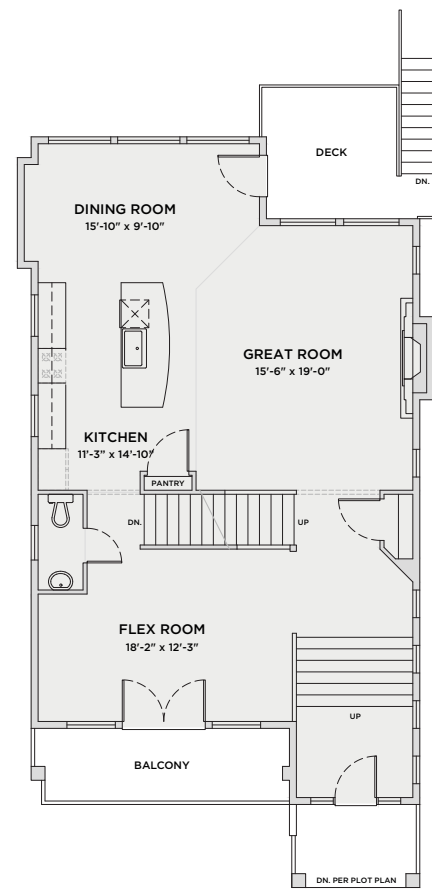 DECK
DN.
DINING ROOM
15'-10" x 9'-10"
GREAT ROOM
15'-6" x 19'-0"
KITCHEN
11'-3" x 14'-10"
PANTRY
DN.
UP
FLEX ROOM
18'-2" x 12'-3"
UP
BALCONY
DN. PER PLOT PLAN